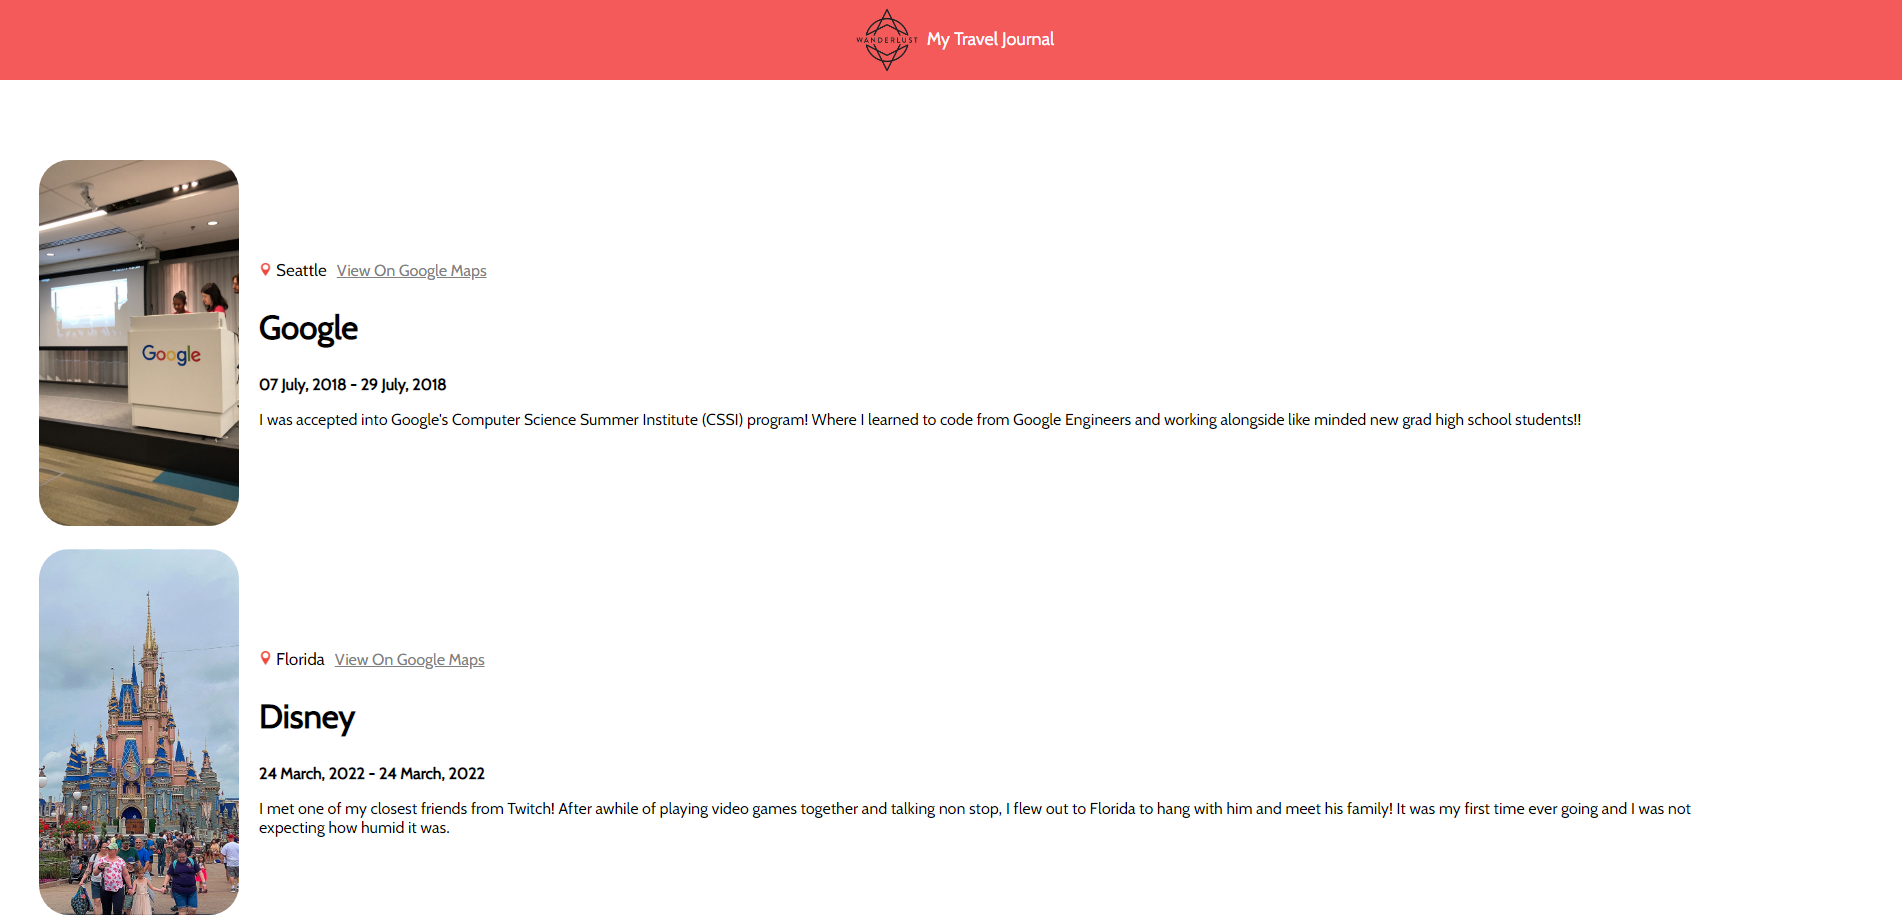 WANDERLUST My Travel Journal
Seattle View On Google Maps
Google
Google
07 July, 2018 - 29 July, 2018
I was accepted into Google's Computer Science Summer Institute (CSSI) program! Where I learned to code from Google Engineers and working alongside like minded new grad high school students!!
Florida View On Google Maps
Disney
24 March, 2022 - 24 March, 2022
I met one of my closest friends from Twitch! After awhile of playing video games together and talking non stop, I flew out to Florida to hang with him and meet his family! It was my first time ever going and I was not
expecting how humid it was.